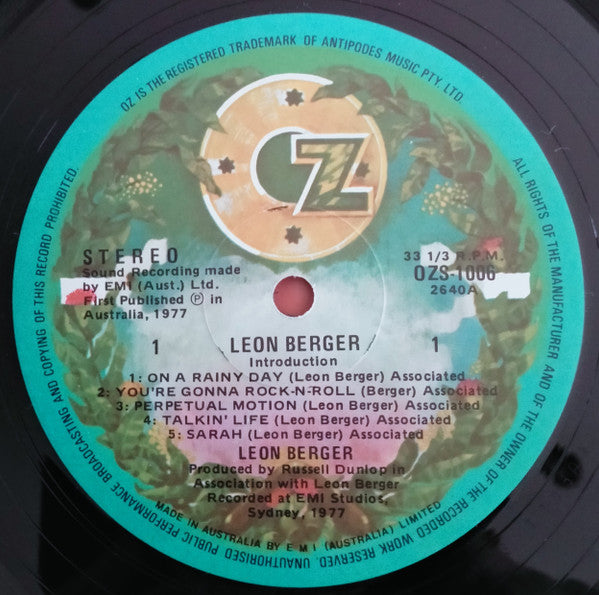 OZ IS THE REGISTERED TRADEMARK OF ANTIPODES MUSIC PTY. LTD.
OZ
STEREO
Sound Recording made
by EMI (Aust.) Ltd.
First Published Ⓟ in
Australia, 1977
33 1/3 R.P.M.
OZS-1006
2640A
1
LEON BERGER
1
Introduction
1: ON A RAINY DAY (Leon Berger) Associated
2: YOU'RE GONNA ROCK-N-ROLL (Berger) Associated
3: PERPETUAL MOTION (Leon Berger) Associated
4: TALKIN' LIFE (Leon Berger) Associated
5: SARAH (Leon Berger) Associated
LEON BERGER
Produced by Russell Dunlop in
Association with Leon Berger
Recorded at EMI Studios,
Sydney, 1977
MADE IN AUSTRALIA BY E M I (AUSTRALIA) LIMITED
ALL RIGHTS OF THE MANUFACTURER AND OF THE OWNER OF THE RECORDED WORK RESERVED. UNAUTHORISED PUBLIC PERFORMANCE BROADCASTING AND COPYING OF THIS RECORD PROHIBITED.